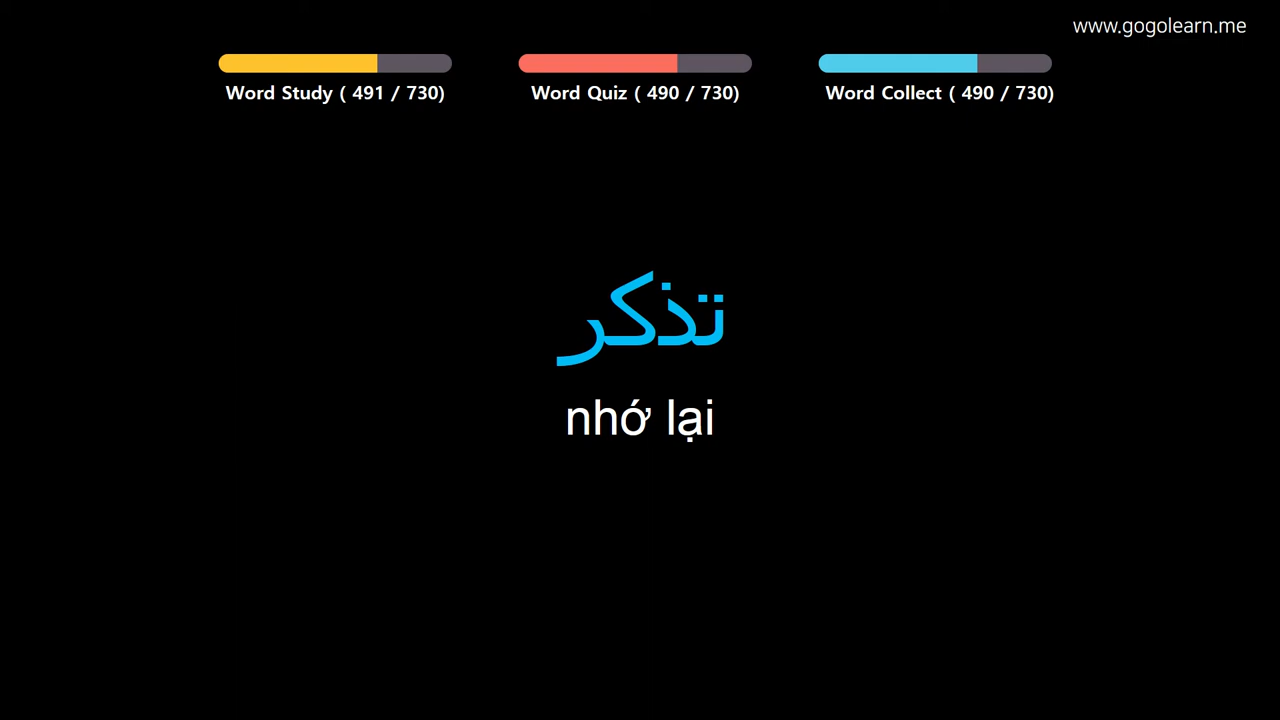 www.gogolearn.me
Word Study ( 491 / 730)
Word Quiz ( 490 / 730)
Word Collect ( 490 / 730)
تذكر
nhớ lại